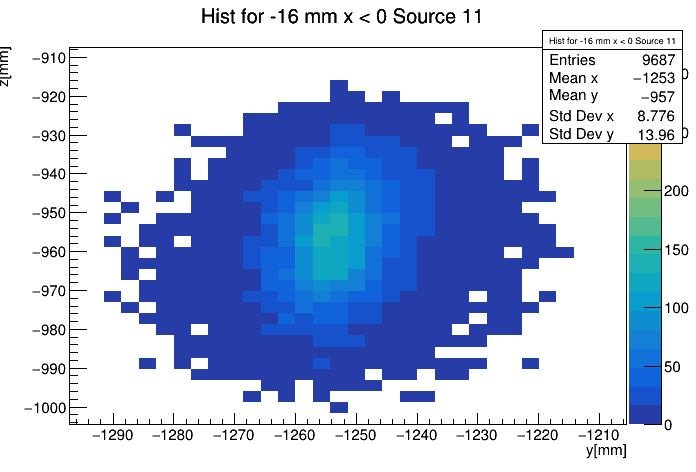 Hist for -16 mm x < 0 Source 11
Hist for -16 mm x < 0 Source 11
Entries 9687
Mean x −1253
Mean y −957
Std Dev x 8.776
Std Dev y 13.96
z[mm]
−910
−920
−930
−940
−950
−960
−970
−980
−990
−1000
0
200
150
100
50
0
−1290 −1280 −1270 −1260 −1250 −1240 −1230 −1220 −1210
y[mm]